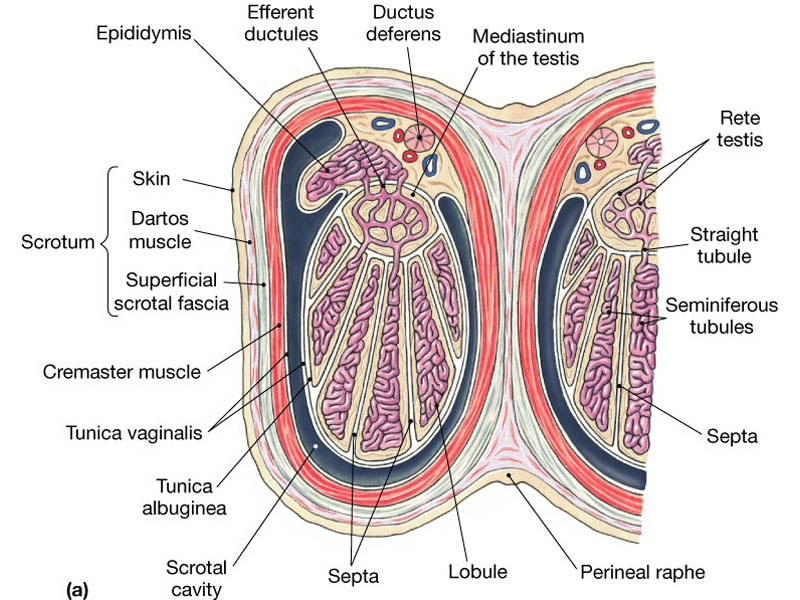 Efferent
ductules
Ductus
deferens
Epididymis
Mediastinum
of the testis
Rete
testis
Skin
Dartos
muscle
Scrotum
Superficial
scrotal fascia
Straight
tubule
Seminiferous
tubules
Cremaster muscle
Tunica vaginalis
Septa
Tunica
albuginea
Scrotal
cavity
Septa
Lobule
Perineal raphe
(a)